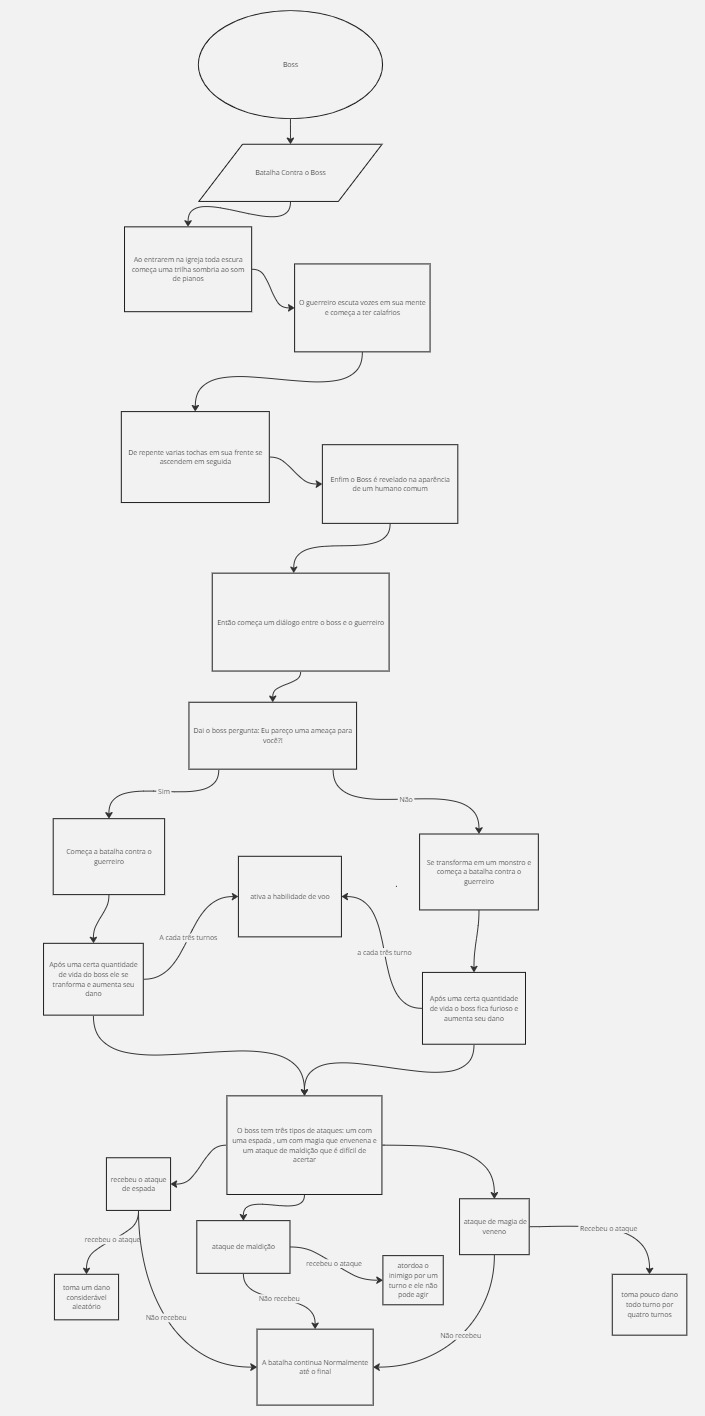 Boss
Batalha Contra o Boss
Ao entrarem na igreja toda escura
começa uma trilha sombria ao som
de pianos
O guerreiro escuta vozes em sua mente
e começa a ter calafrios
De repente varias tochas em sua frente se
ascendem em seguida
Enfim o Boss é revelado na aparência
de um humano comum
Então começa um diálogo entre o boss e o guerreiro
Dai o boss pergunta: Eu pareço uma ameaça para
você?!
Sim
Não
Começa a batalha contra o
guerreiro
Se transforma em um monstro e
começa a batalha contra o
guerreiro
ativa a habilidade de voo
A cada três turnos
a cada três turno
Após uma certa quantidade
de vida do boss ele se
tranforma e aumenta seu
dano
Após uma certa quantidade
de vida o boss fica furioso e
aumenta seu dano
O boss tem três tipos de ataques: um com
uma espada , um com magia que envenena e
um ataque de maldição que é difícil de
acertar
recebeu o ataque
de espada
ataque de maldição
ataque de magia de
veneno
recebeu o ataque
recebeu o ataque
Recebeu o ataque
toma um dano
considerável
aleatório
atordoa o
inimigo por um
turno e ele não
pode agir
toma pouco dano
todo turno por
quatro turnos
Não recebeu
Não recebeu
Não recebeu
A batalha continua Normalmente
até o final